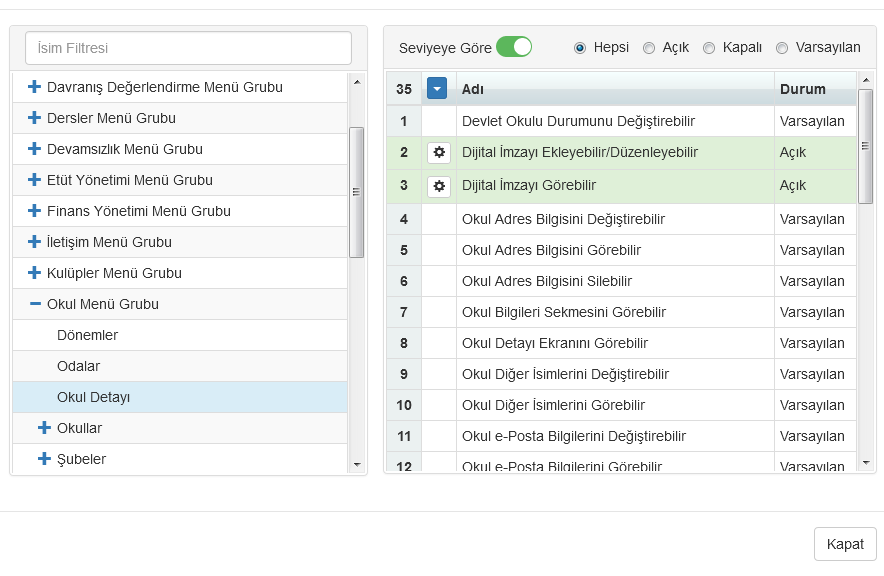 İsim Filtresi
Davranış Değerlendirme Menü Grubu
Dersler Menü Grubu
Devamsızlık Menü Grubu
Etüt Yönetimi Menü Grubu
Finans Yönetimi Menü Grubu
İletişim Menü Grubu
Kulüpler Menü Grubu
Okul Menü Grubu
Dönemler
Odalar
Okul Detayı
Okullar
Şubeler
Seviyeye Göre Hepsi Açık Kapalı Varsayılan
35 Adı Durum
1 Devlet Okulu Durumunu Değiştirebilir Varsayılan
2 Dijital İmzayı Ekleyebilir/Düzenleyebilir Açık
3 Dijital İmzayı Görebilir Açık
4 Okul Adres Bilgisini Değiştirebilir Varsayılan
5 Okul Adres Bilgisini Görebilir Varsayılan
6 Okul Adres Bilgisini Silebilir Varsayılan
7 Okul Bilgileri Sekmesini Görebilir Varsayılan
8 Okul Detayı Ekranını Görebilir Varsayılan
9 Okul Diğer İsimlerini Değiştirebilir Varsayılan
10 Okul Diğer İsimlerini Görebilir Varsayılan
11 Okul e-Posta Bilgilerini Değiştirebilir Varsayılan
12 Okul e-Posta Bilgilerini Görebilir Varsayılan
Kapat